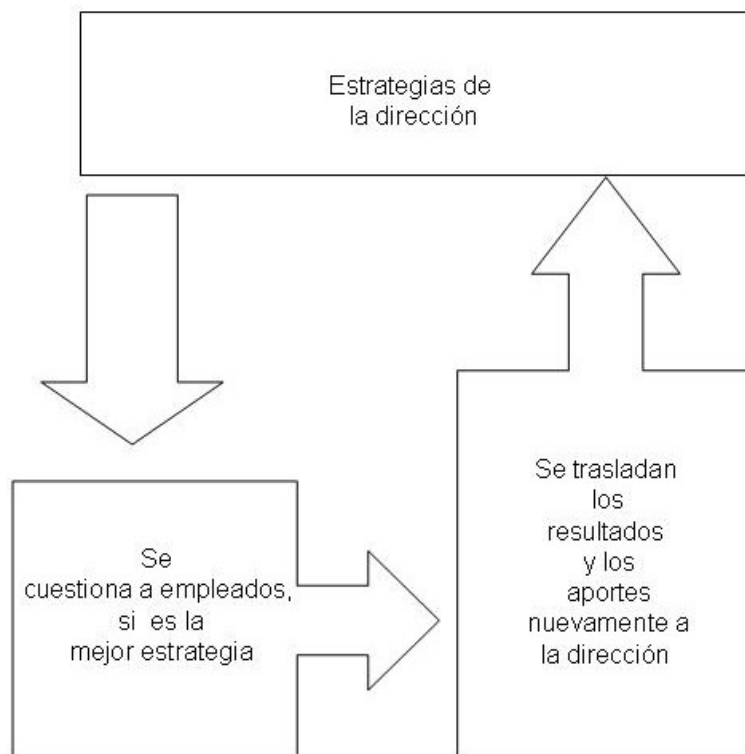 Estrategias de
la dirección
Se
cuestiona a empleados,
si es la
mejor estrategia
Se trasladan
los
resultados
y los
aportes
nuevamente a
la dirección